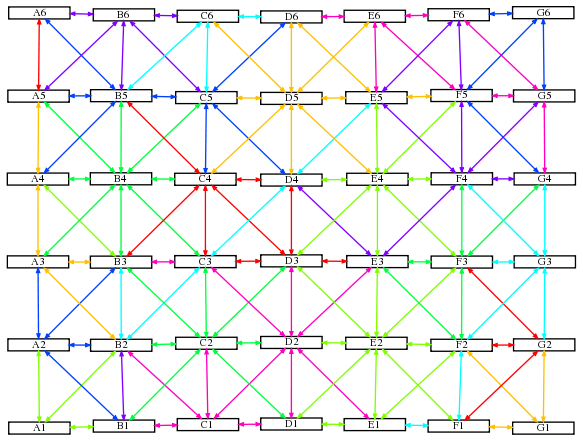 A6 B6 C6 D6 E6 F6 G6
A5 B5 C5 D5 E5 F5 G5
A4 B4 C4 D4 E4 F4 G4
A3 B3 C3 D3 E3 F3 G3
A2 B2 C2 D2 E2 F2 G2
A1 B1 C1 D1 E1 F1 G1